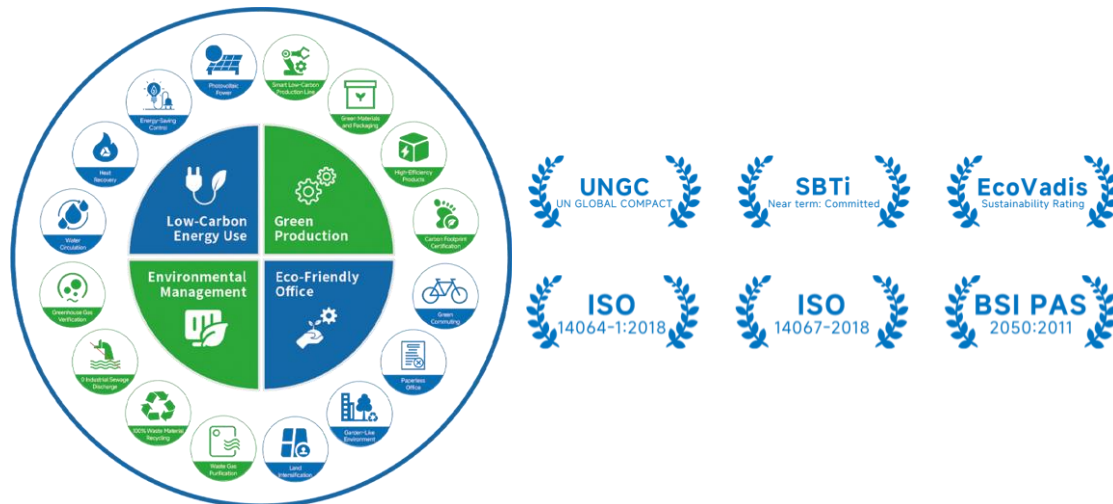 Photovoltaic
Power
Smart Low-Carbon
Production Line
Energy-Saving
Control
Green Materials
and Packaging
Heat
Recovery
High-Efficiency
Products
Low-Carbon
Energy Use
Green
Production
Water
Circulation
Carbon Footprint
Certification
Environmental
Management
Eco-Friendly
Office
Greenhouse Gas
Verification
Green
Commuting
0 Industrial Sewage
Discharge
Paperless
Office
100% Waste Material
Recycling
Garden-Like
Environment
Waste Gas
Purification
Land
Intensification
UNGC
UN GLOBAL COMPACT
SBTi
Near term: Committed
EcoVadis
Sustainability Rating
ISO
14064-1:2018
ISO
14067-2018
BSI PAS
2050:2011